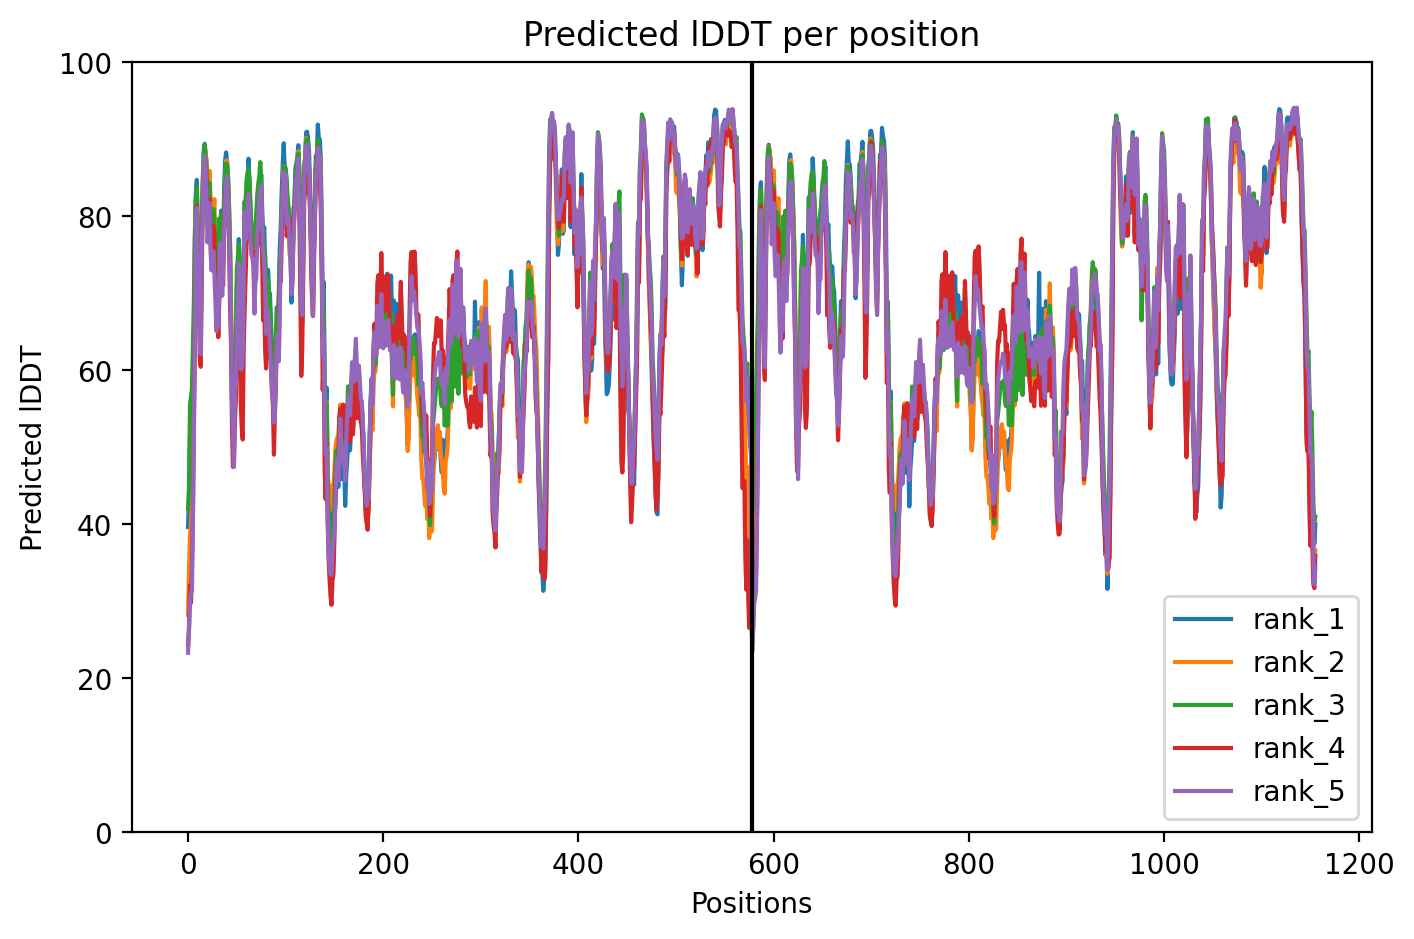 Predicted lDDT per position
100
80
60
40
20
0
Predicted lDDT
0 200 400 600 800 1000 1200
Positions
rank_1
rank_2
rank_3
rank_4
rank_5